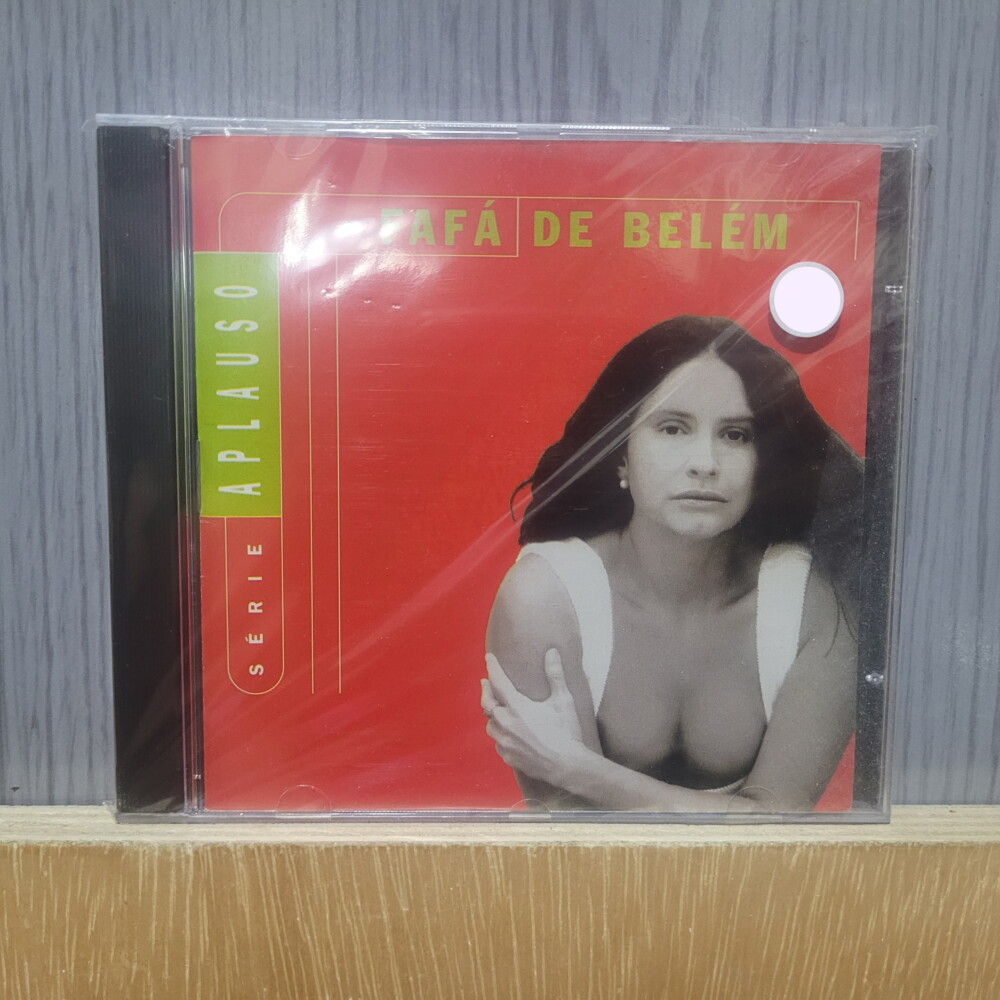 FAFÁ DE BELÉM
SÉRIE APLAUSO